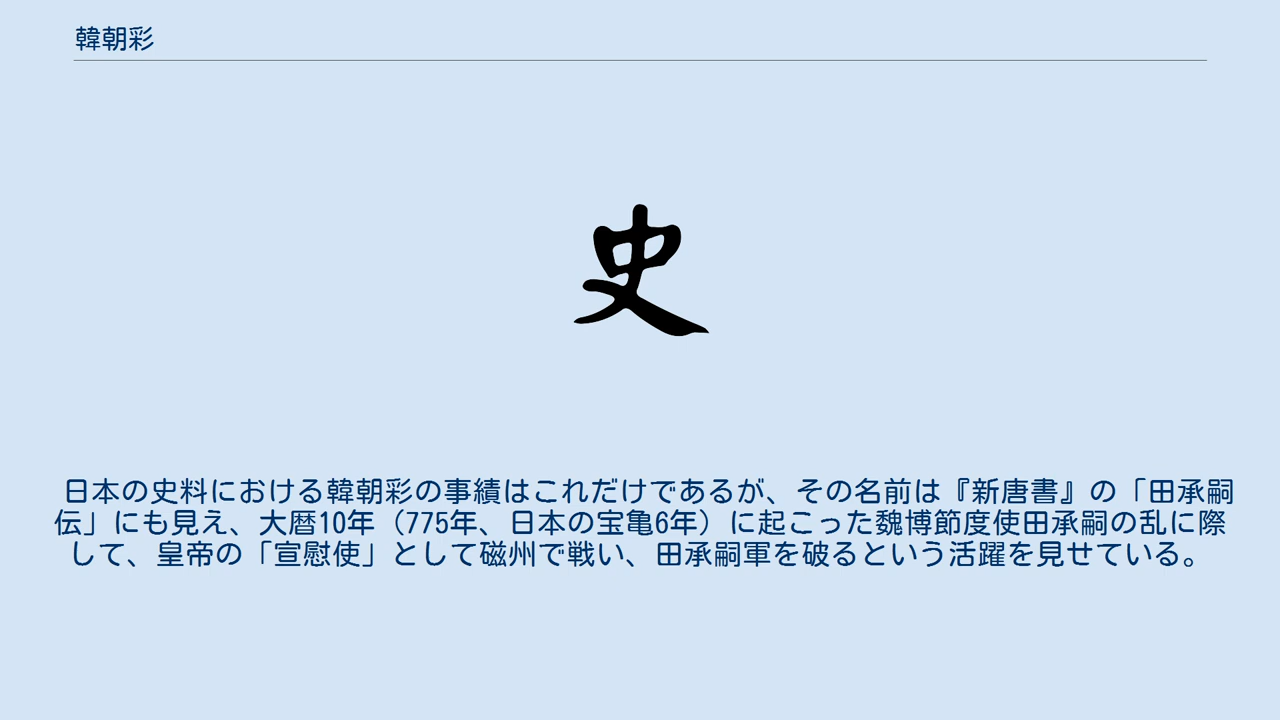 韓朝彩
史
日本の史料における韓朝彩の事績はこれだけであるが、その名前は『新唐書』の「田承嗣
伝」にも見え、大暦10年（775年、日本の宝亀6年）に起こった魏博節度使田承嗣の乱に際
して、皇帝の「宣慰使」として磁州で戦い、田承嗣軍を破るという活躍を見せている。